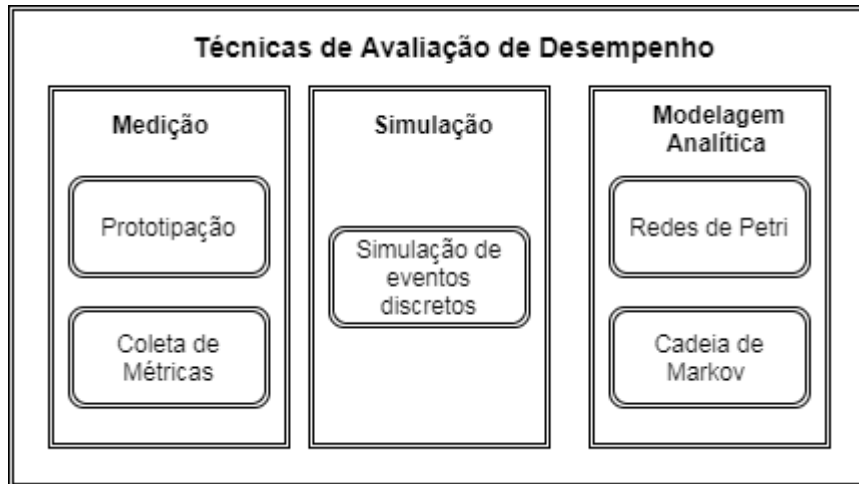 Técnicas de Avaliação de Desempenho
Medição
Prototipação
Coleta de
Métricas
Simulação
Simulação de
eventos
discretos
Modelagem
Analítica
Redes de Petri
Cadeia de
Markov